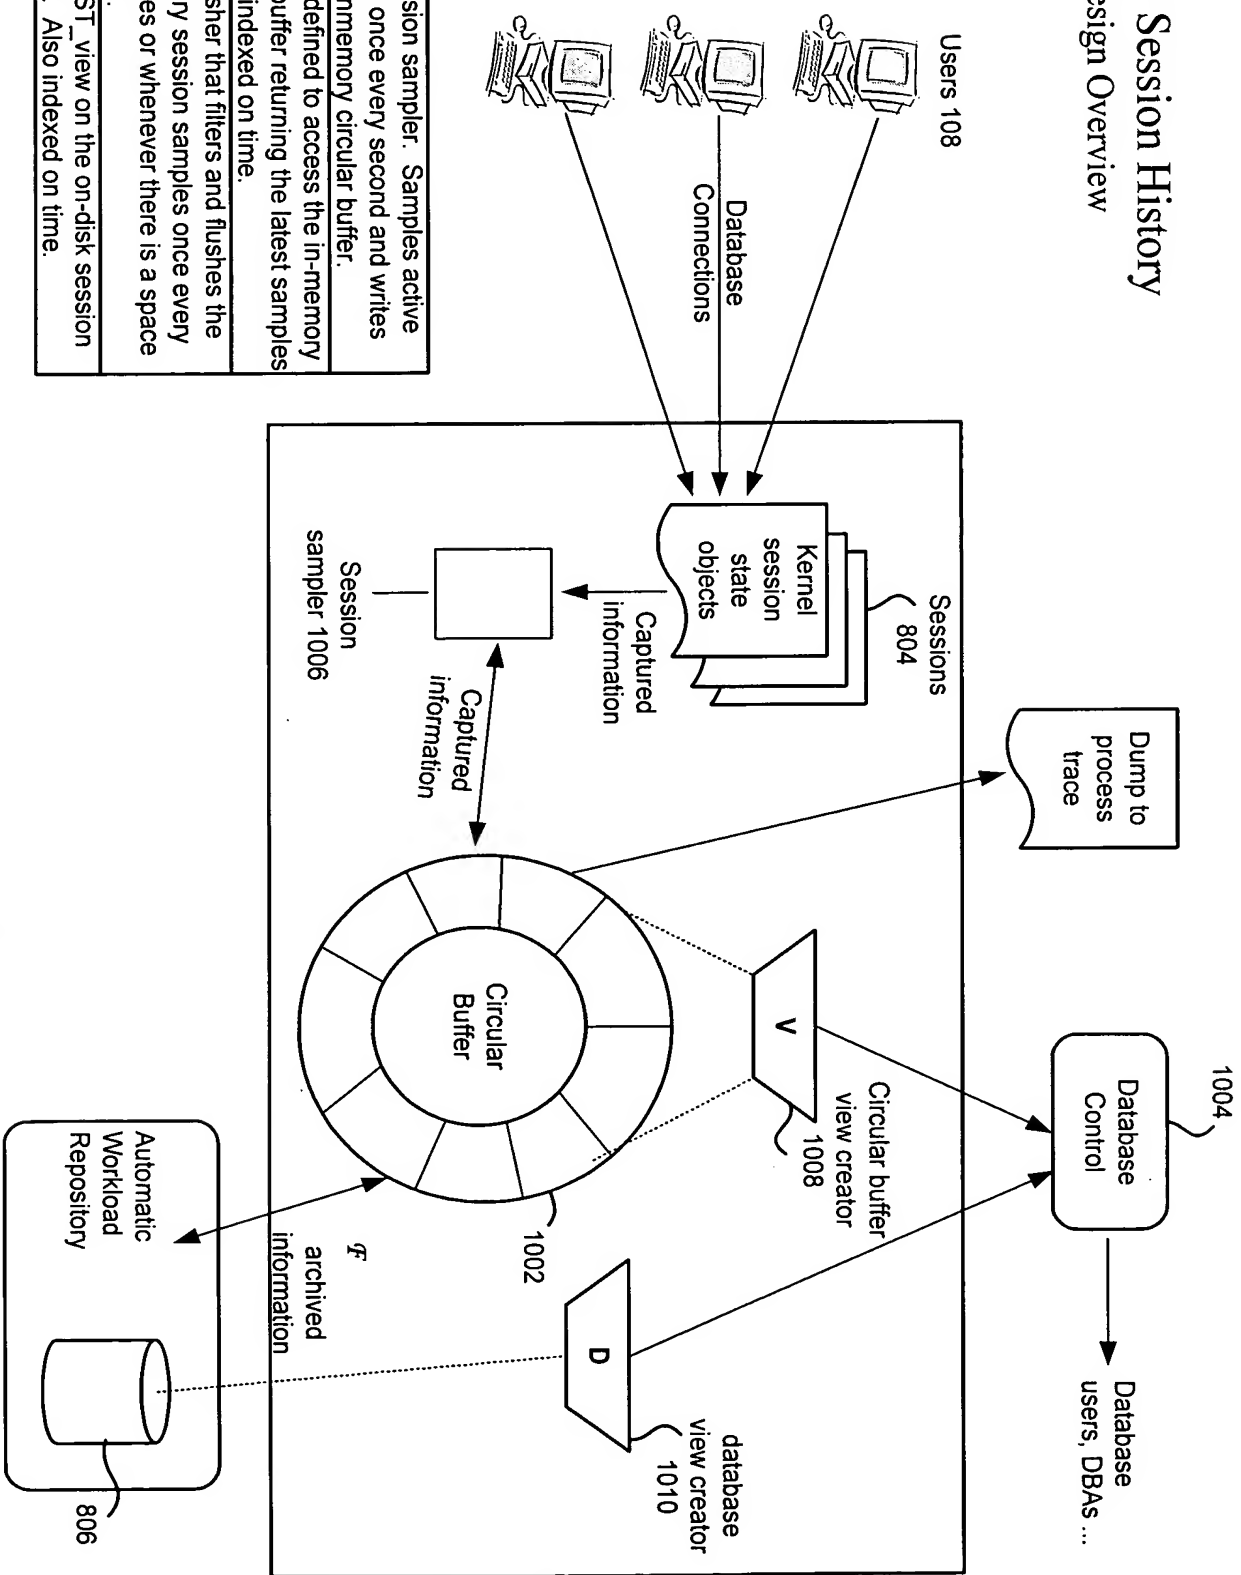 Session History
esign Overview
Users 108
Database
Connections
sion sampler. Samples active
once every second and writes
nmemory circular buffer.
defined to access the in-memory
ouffer returning the latest samples
indexed on time.
sher that filters and flushes the
ry session samples once every
es or whenever there is a space
ST_view on the on-disk session
. Also indexed on time.
Sessions
804
Kernel
session
state
objects
Captured
information
Session
sampler 1006
Captured
information
Dump to
process
trace
Circular
Buffer
V
Circular buffer
view creator
1008
1002
1004
Database
Control
Database
users, DBAs ...
D
database
view creator
1010
F
archived
information
Automatic
Workload
Repository
806